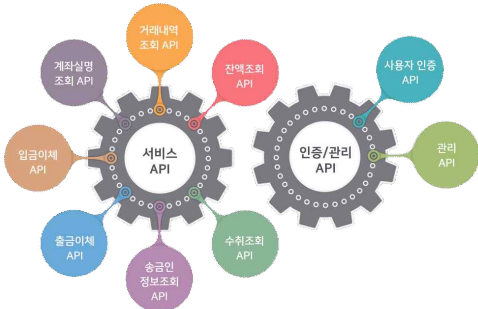 거래내역
조회 API
계좌실명
조회 API
잔액조회
API
사용자 인증
API
입금이체
API
서비스
API
인증/관리
API
관리
API
출금이체
API
송금인
정보조회
API
수취조회
API